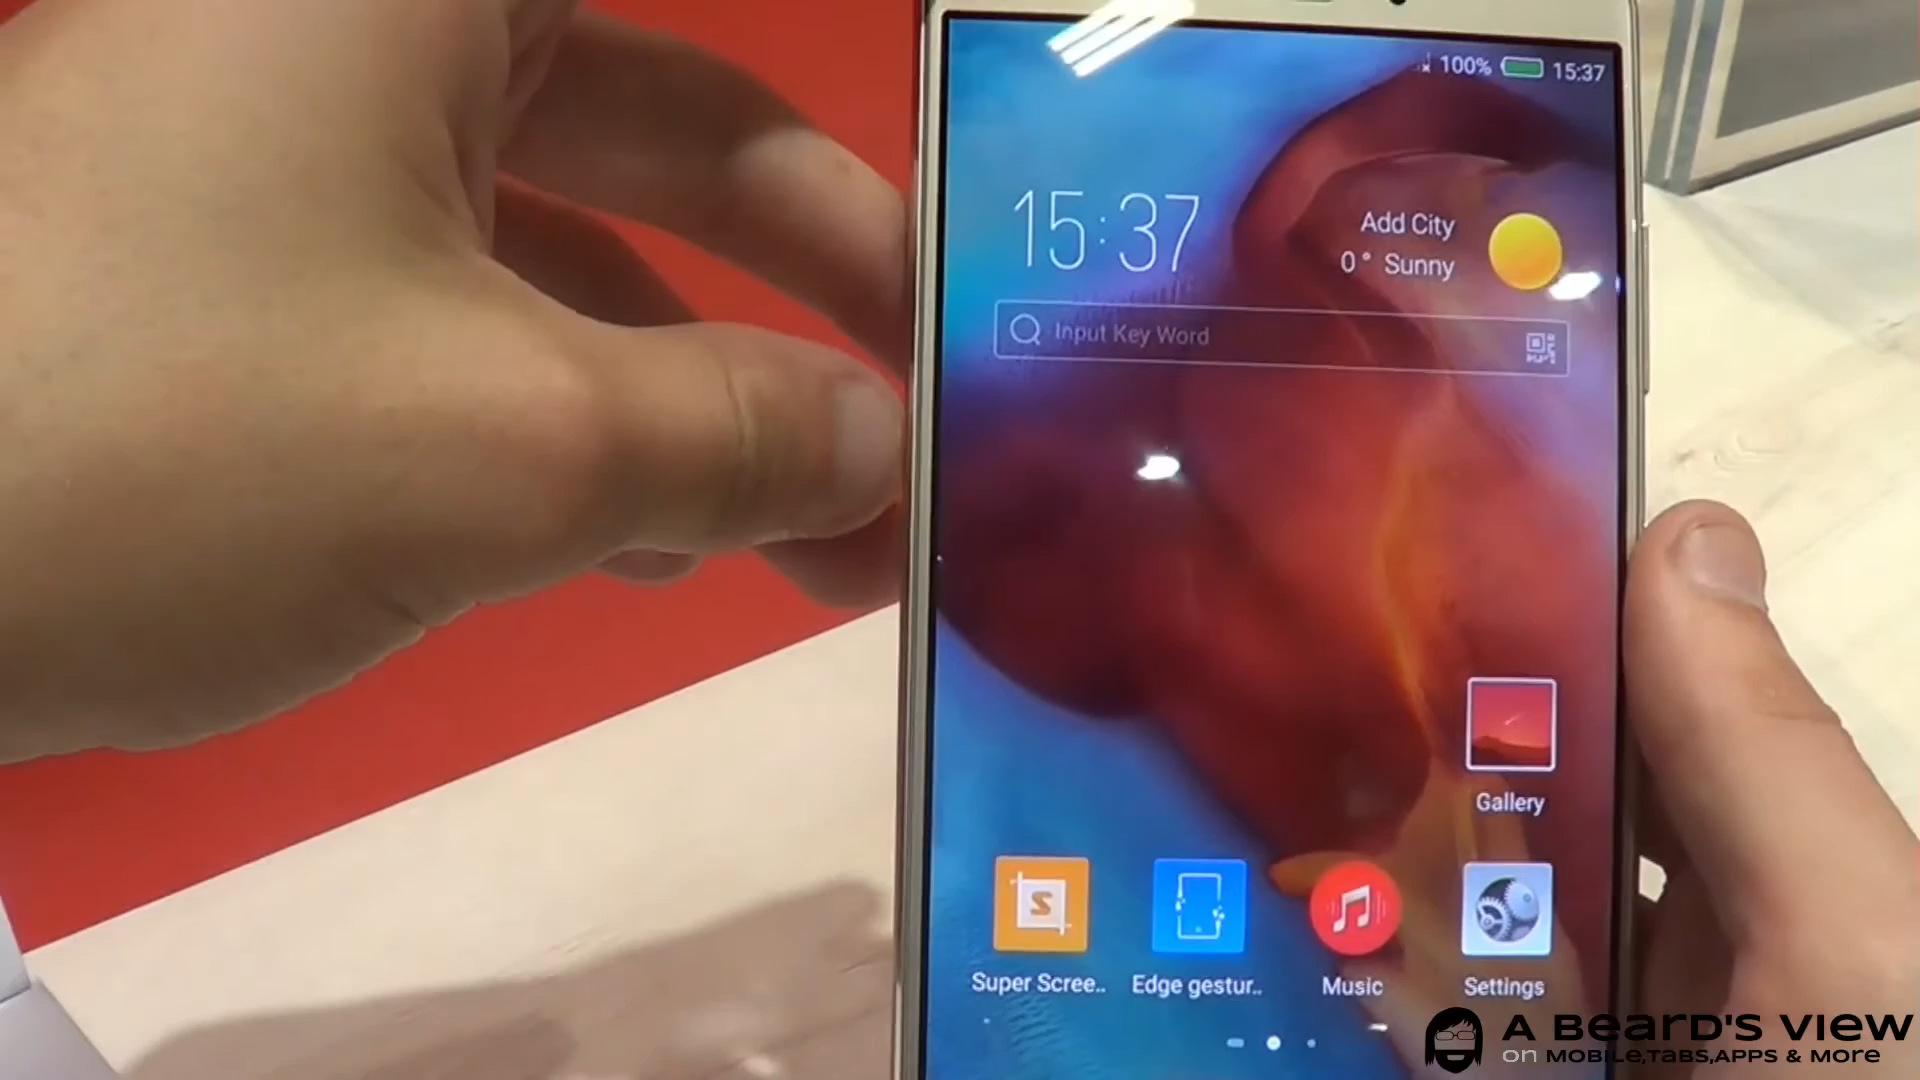 100% 15:37
15:37
Add City
0° Sunny
Input Key Word
Gallery
Super Scree..
Edge gestur..
Music
Settings
A BEARD'S VIEW
on MOBILE,TABS,APPS & MORE